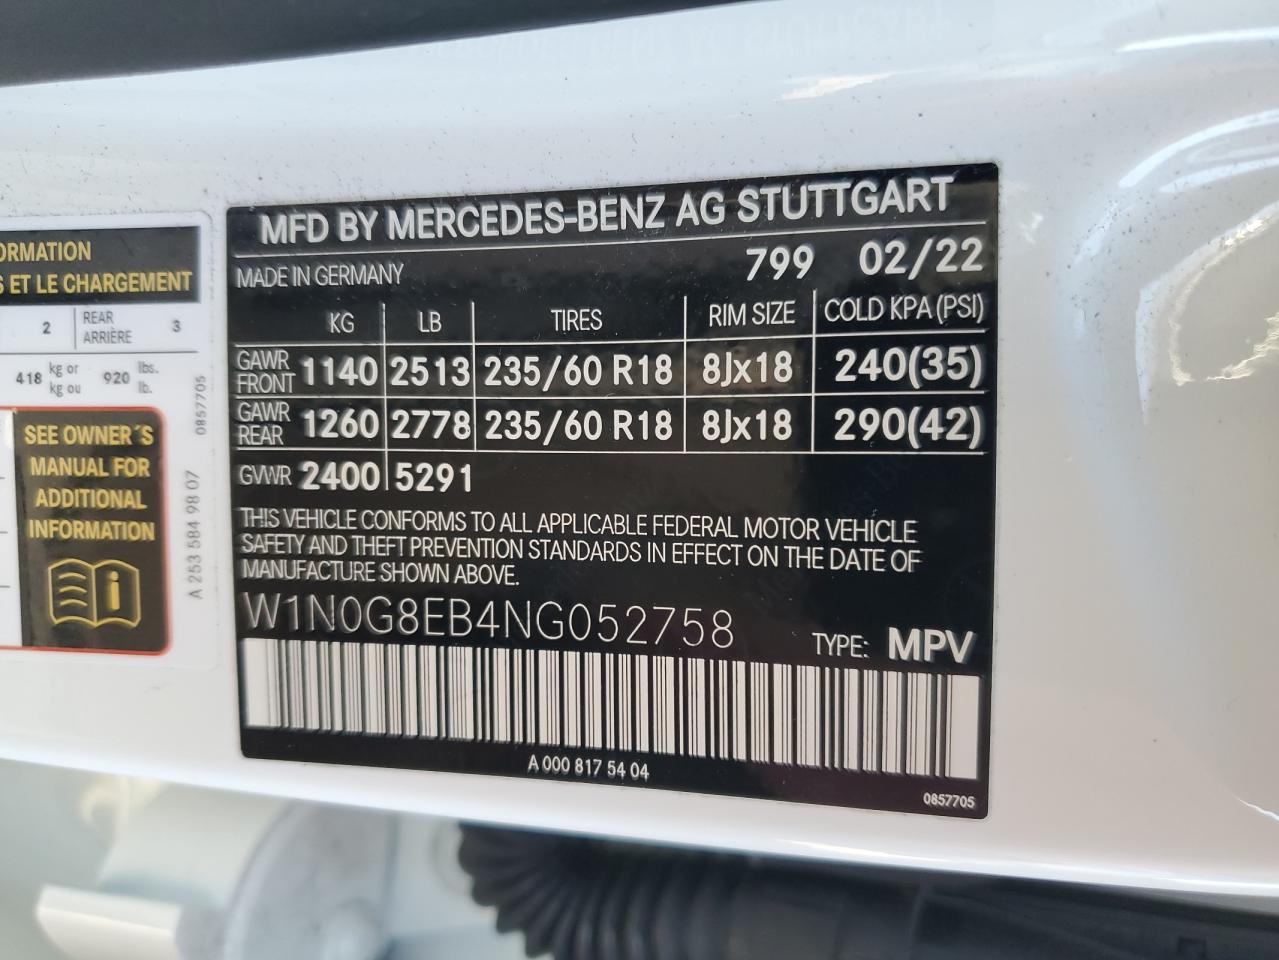 ORMATION
S ET LE CHARGEMENT
2 REAR ARRIÈRE 3
418 kg or kg ou 920 lbs. lb.
SEE OWNER´S
MANUAL FOR
ADDITIONAL
INFORMATION
A 253 584 98 07
0857705
MFD BY MERCEDES-BENZ AG STUTTGART
MADE IN GERMANY 799 02/22
KG LB TIRES RIM SIZE COLD KPA(PSI)
GAWR FRONT 1140 2513 235/60 R18 8Jx18 240(35)
GAWR REAR 1260 2778 235/60 R18 8Jx18 290(42)
GVWR 2400 5291
THIS VEHICLE CONFORMS TO ALL APPLICABLE FEDERAL MOTOR VEHICLE
SAFETY AND THEFT PREVENTION STANDARDS IN EFFECT ON THE DATE OF
MANUFACTURE SHOWN ABOVE.
W1N0G8EB4NG052758 TYPE: MPV
A 000 817 54 04
0857705